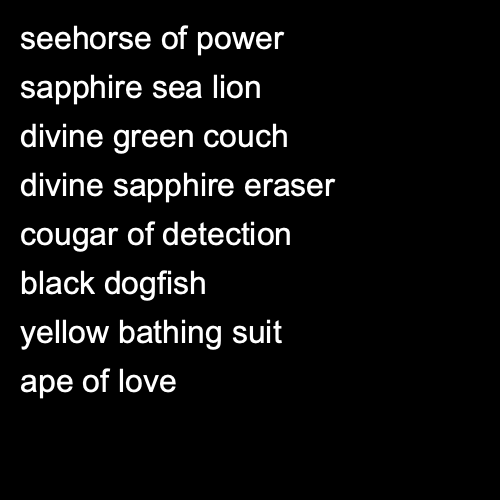 seehorse of power
sapphire sea lion
divine green couch
divine sapphire eraser
cougar of detection
black dogfish
yellow bathing suit
ape of love